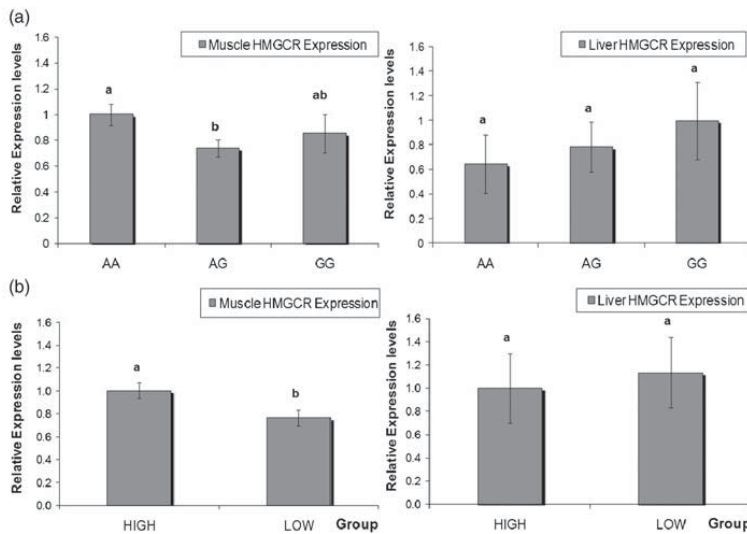 (a)
Muscle HMGCR Expression
Relative Expression levels
1.6
1.4
1.2
1
0.8
0.6
0.4
0.2
0
a
b
ab
AA AG GG
Liver HMGCR Expression
Relative Expression levels
1.6
1.4
1.2
1
0.8
0.6
0.4
0.2
0
a
a
a
AA AG GG
(b)
Muscle HMGCR Expression
Relative Expression levels
1.6
1.4
1.2
1.0
0.8
0.6
0.4
0.2
0.0
a
b
HIGH LOW Group
Liver HMGCR Expression
Relative Expression levels
1.6
1.4
1.2
1.0
0.8
0.6
0.4
0.2
0.0
a
a
HIGH LOW Group